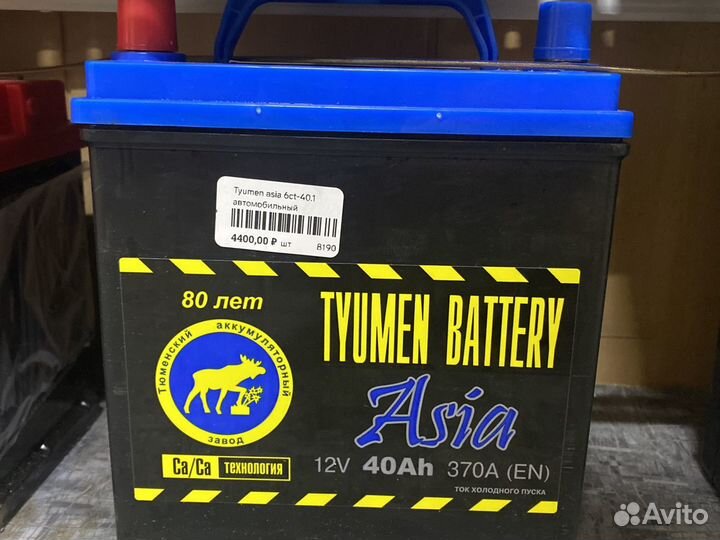 Tyumen asia 6ct-40.1
автомобильный
4400,00 ₽ шт 8190
80 лет
TYUMEN BATTERY
Тюменский аккумуляторный
завод
Asia
Ca/Ca технология
12V 40Ah 370A (EN)
ТОК ХОЛОДНОГО ПУСКА
Avito